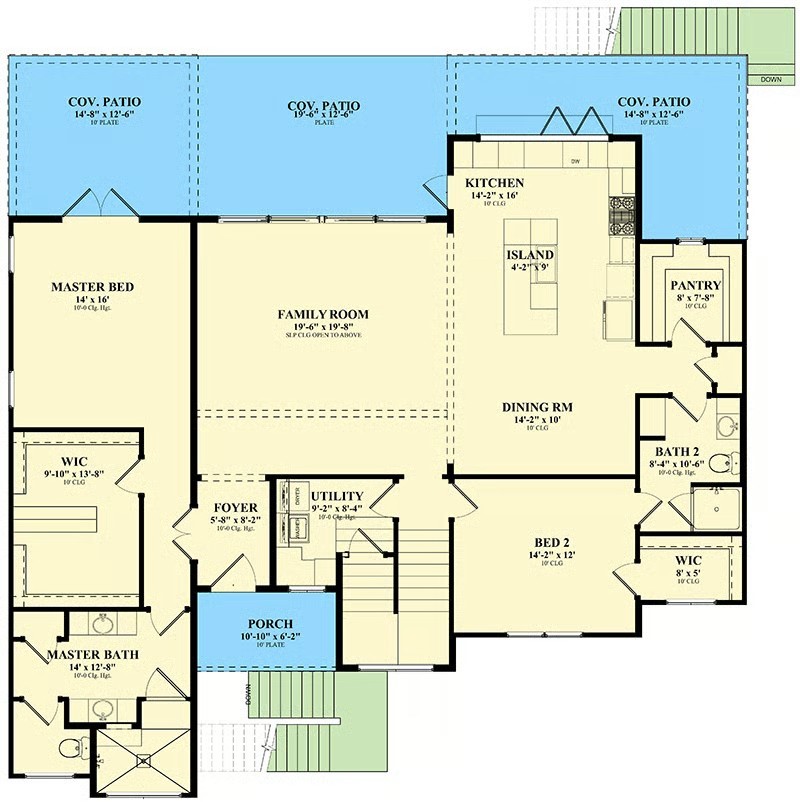 DOWN
COV. PATIO
14'-8" x 12'-6"
10' PLATE
COV. PATIO
19'-6" x 12'-6"
PLATE
COV. PATIO
14'-8" x 12'-6"
10' PLATE
DW
KITCHEN
14'-2" x 16'
10' CLG
ISLAND
4'-2" x 9'
MASTER BED
14' x 16'
10'-0 Clg. Hgt.
FAMILY ROOM
19'-6" x 19'-8"
SLP CLG OPEN TO ABOVE
PANTRY
8' x 7'-8"
10' CLG
DINING RM
14'-2" x 10'
10' CLG
WIC
9'-10" x 13'-8"
10' CLG
BATH 2
8'-4" x 10'-6"
10'-0 Clg. Hgt.
FOYER
5'-8" x 8'-2"
10'-0 Clg. Hgt.
DRYER
WASHER
UTILITY
9'-2" x 8'-4"
10'-0 Clg. Hgt.
BED 2
14'-2" x 12'
10' CLG
WIC
8' x 5'
10' CLG
PORCH
10'-10" x 6'-2"
10' PLATE
MASTER BATH
14' x 12'-8"
10'-0 Clg. Hgt.
DOWN